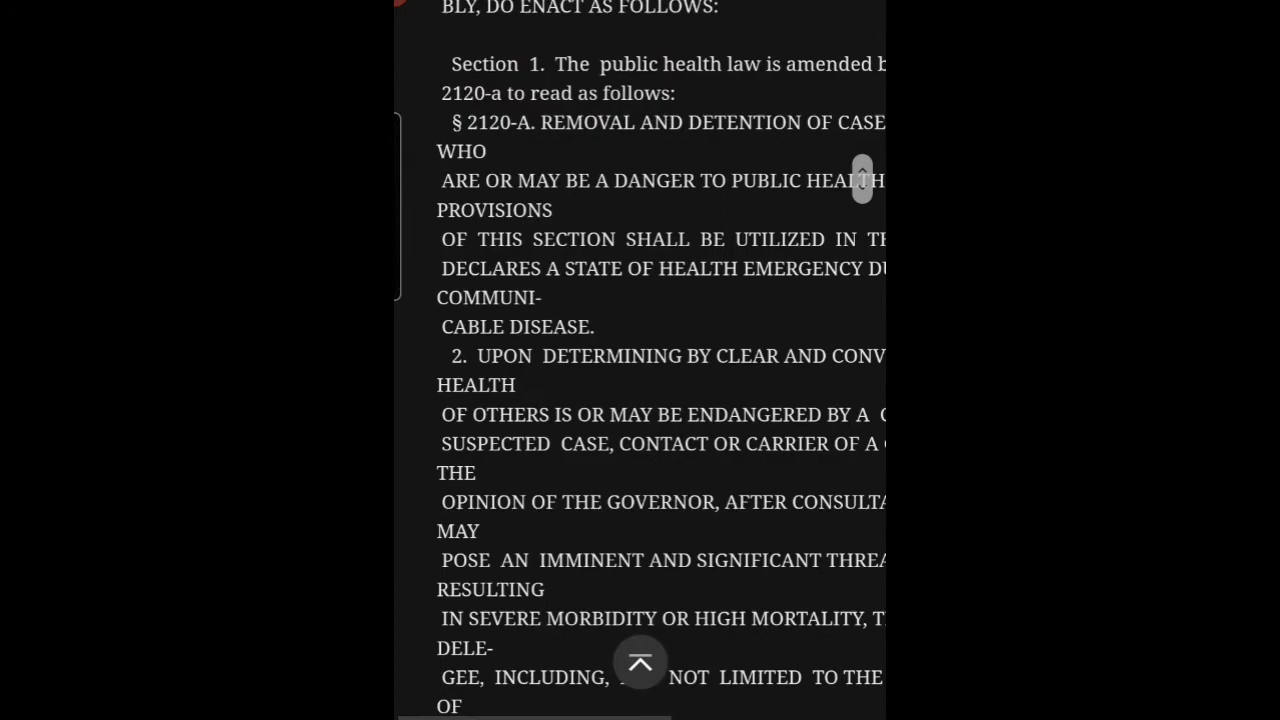 BLY, DO ENACT AS FOLLOWS:
Section 1. The public health law is amended b
2120-a to read as follows:
§ 2120-A. REMOVAL AND DETENTION OF CASE
WHO
ARE OR MAY BE A DANGER TO PUBLIC HEALTH
PROVISIONS
OF THIS SECTION SHALL BE UTILIZED IN TH
DECLARES A STATE OF HEALTH EMERGENCY DU
COMMUNI-
CABLE DISEASE.
2. UPON DETERMINING BY CLEAR AND CONV
HEALTH
OF OTHERS IS OR MAY BE ENDANGERED BY A C
SUSPECTED CASE, CONTACT OR CARRIER OF A
THE
OPINION OF THE GOVERNOR, AFTER CONSULTA
MAY
POSE AN IMMINENT AND SIGNIFICANT THREA
RESULTING
IN SEVERE MORBIDITY OR HIGH MORTALITY, T
DELE-
GEE, INCLUDING, NOT LIMITED TO THE
OF